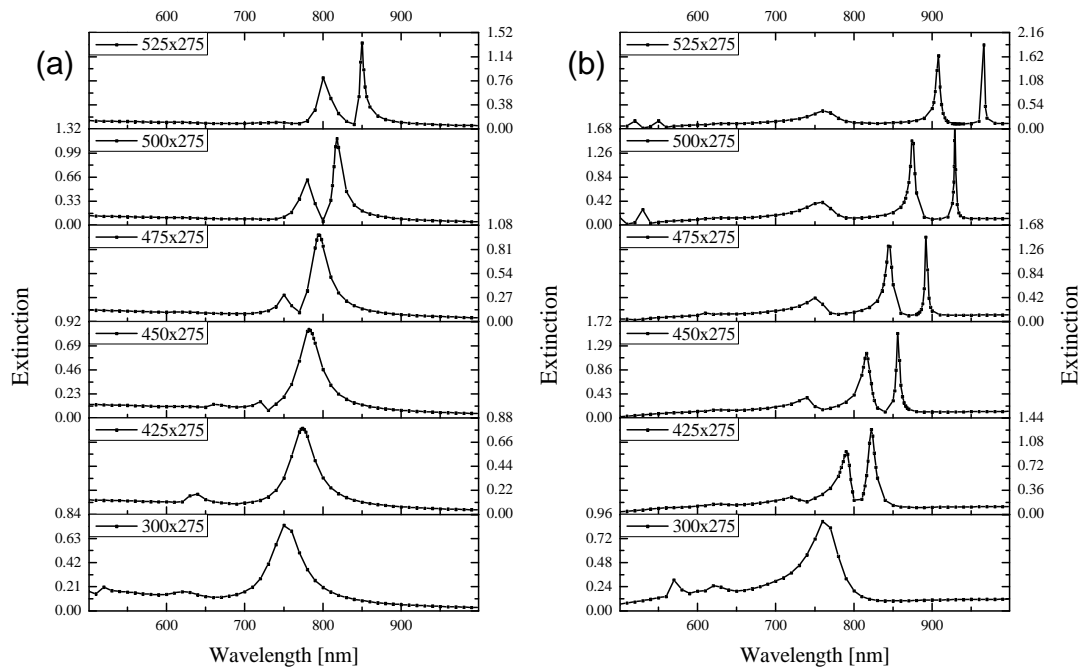 600 700 800 900
600 700 800 900
(a)
(b)
525x275
1.52
1.14
0.76
0.38
0.00
500x275
1.32
0.99
0.66
0.33
0.00
475x275
1.08
0.81
0.54
0.27
0.00
450x275
0.92
0.69
0.46
0.23
0.00
425x275
0.88
0.66
0.44
0.22
0.00
300x275
0.84
0.63
0.42
0.21
0.00
600 700 800 900
Wavelength [nm]
Extinction
525x275
2.16
1.62
1.08
0.54
0.00
500x275
1.68
1.26
0.84
0.42
0.00
475x275
1.68
1.26
0.84
0.42
0.00
450x275
1.72
1.29
0.86
0.43
0.00
425x275
1.44
1.08
0.72
0.36
0.00
300x275
0.96
0.72
0.48
0.24
0.00
600 700 800 900
Wavelength [nm]
Extinction
Extinction